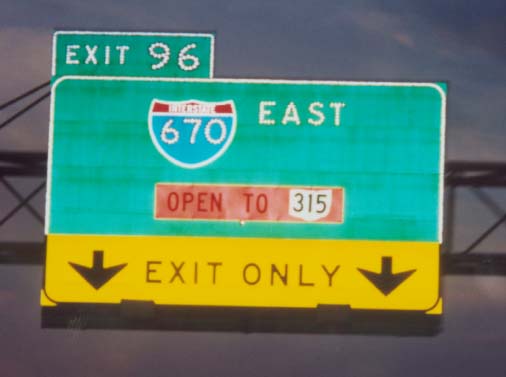 EXIT 96
INTERSTATE
670 EAST
OPEN TO 315
EXIT ONLY